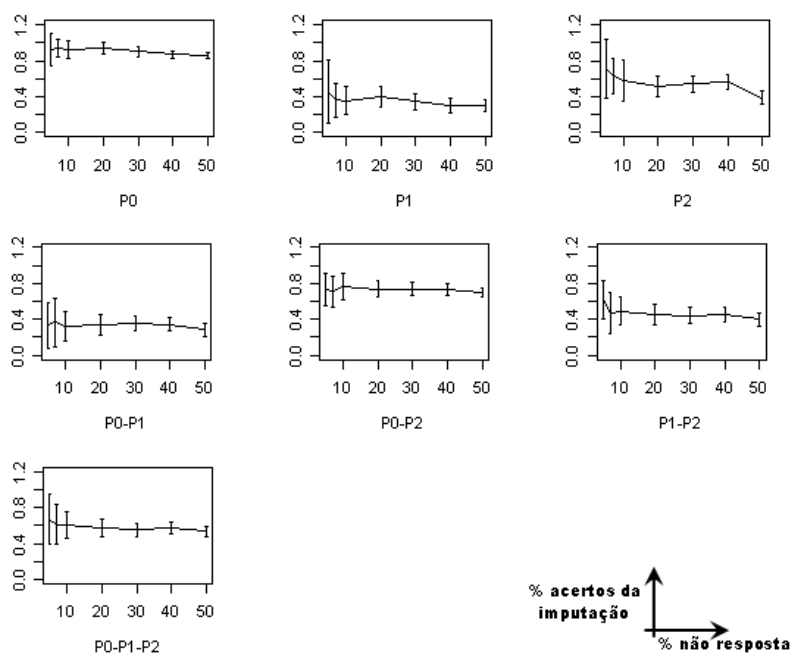 0.0 0.4 0.8 1.2
10 20 30 40 50
P0
0.0 0.4 0.8 1.2
10 20 30 40 50
P1
0.0 0.4 0.8 1.2
10 20 30 40 50
P2
0.0 0.4 0.8 1.2
10 20 30 40 50
P0-P1
0.0 0.4 0.8 1.2
10 20 30 40 50
P0-P2
0.0 0.4 0.8 1.2
10 20 30 40 50
P1-P2
0.0 0.4 0.8 1.2
10 20 30 40 50
P0-P1-P2
% acertos da
imputação
% não resposta